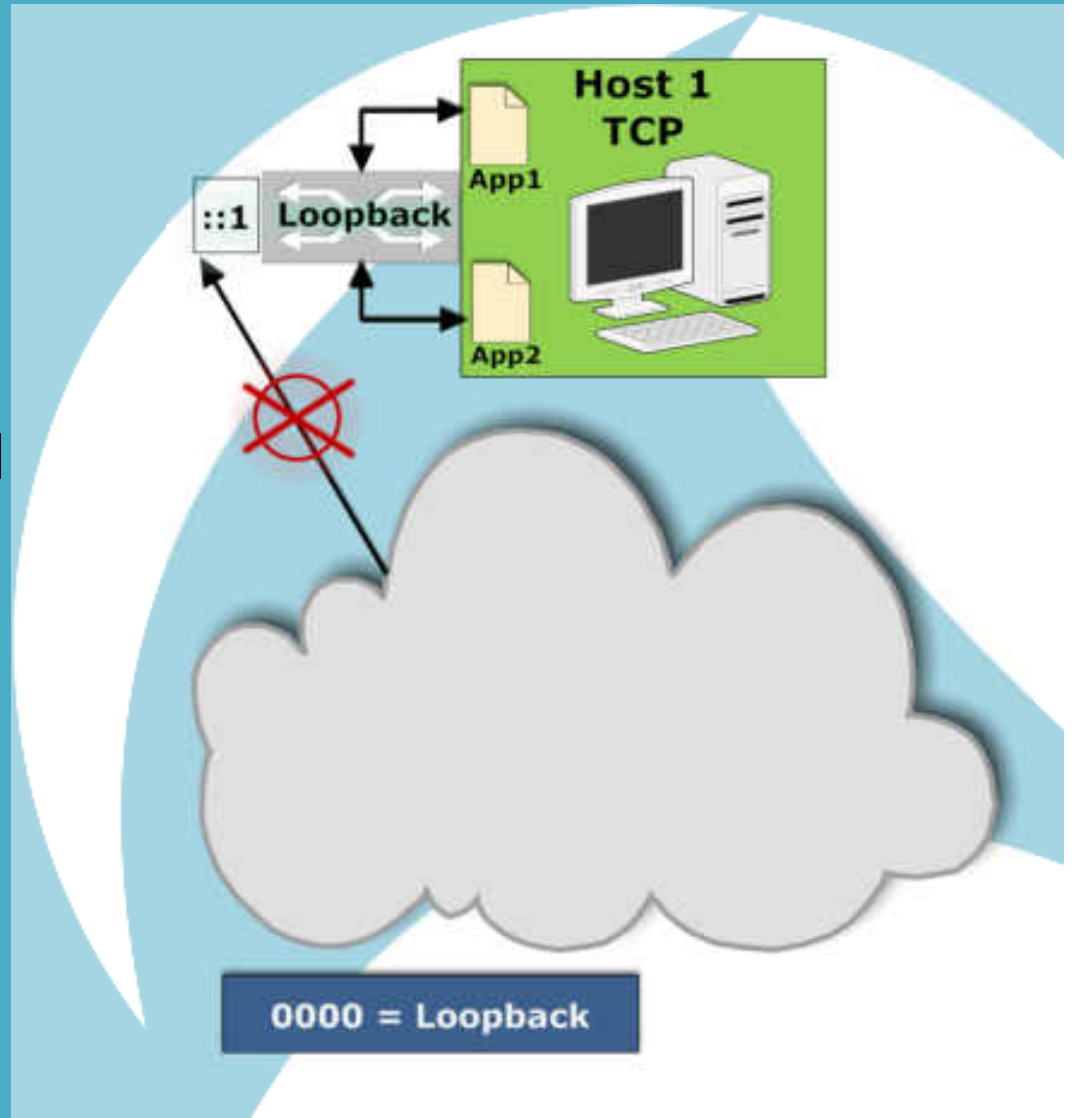 Host 1
TCP
App1
::1
Loopback
App2
0000 = Loopback